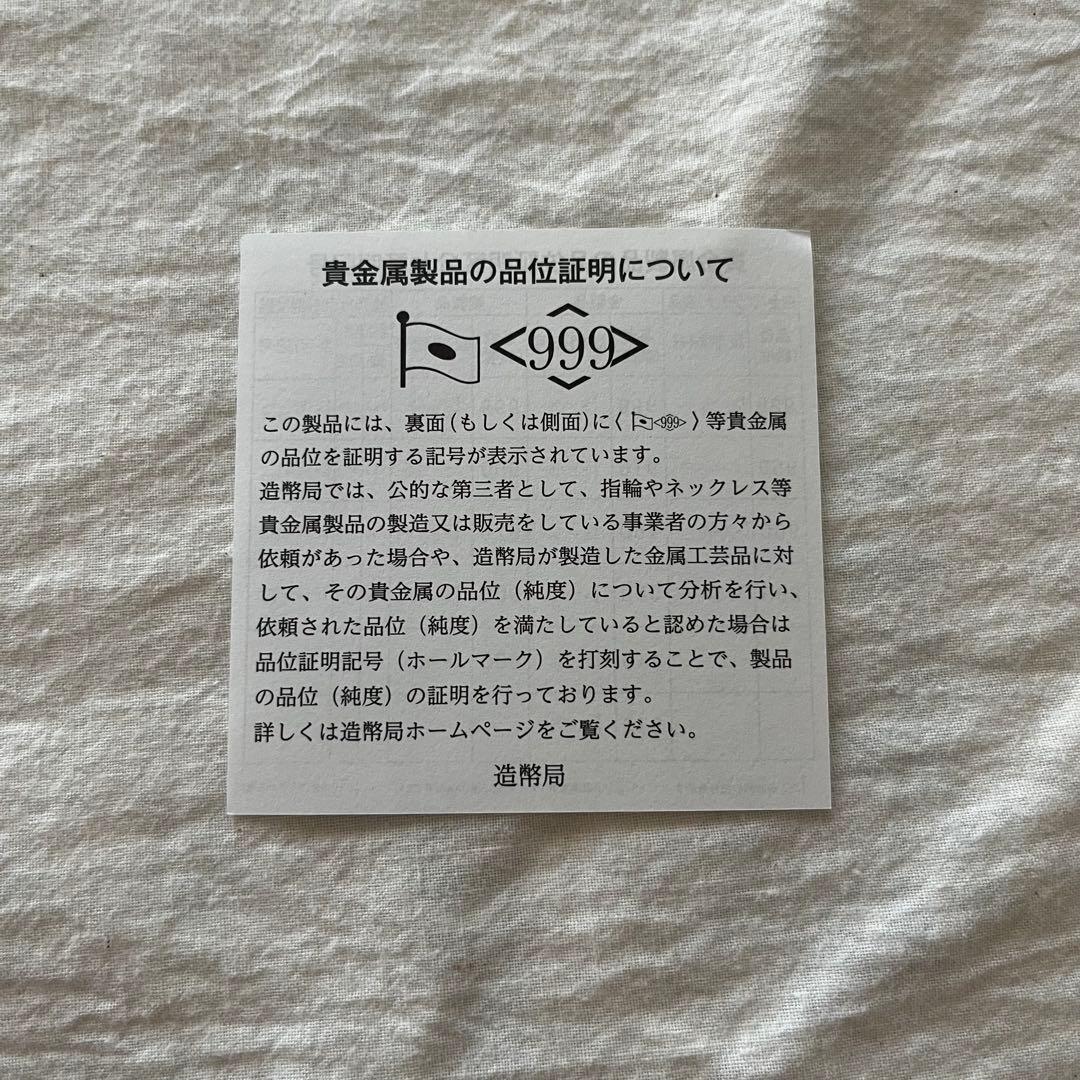 貴金属製品の品位証明について
<999>
この製品には、裏面(もしくは側面)に〈<999>〉等貴金属
の品位を証明する記号が表示されています。
造幣局では、公的な第三者として、指輪やネックレス等
貴金属製品の製造又は販売をしている事業者の方々から
依頼があった場合や、造幣局が製造した金属工芸品に対
して、その貴金属の品位（純度）について分析を行い、
依頼された品位（純度）を満たしていると認めた場合は
品位証明記号（ホールマーク）を打刻することで、製品
の品位（純度）の証明を行っております。
詳しくは造幣局ホームページをご覧ください。
造幣局